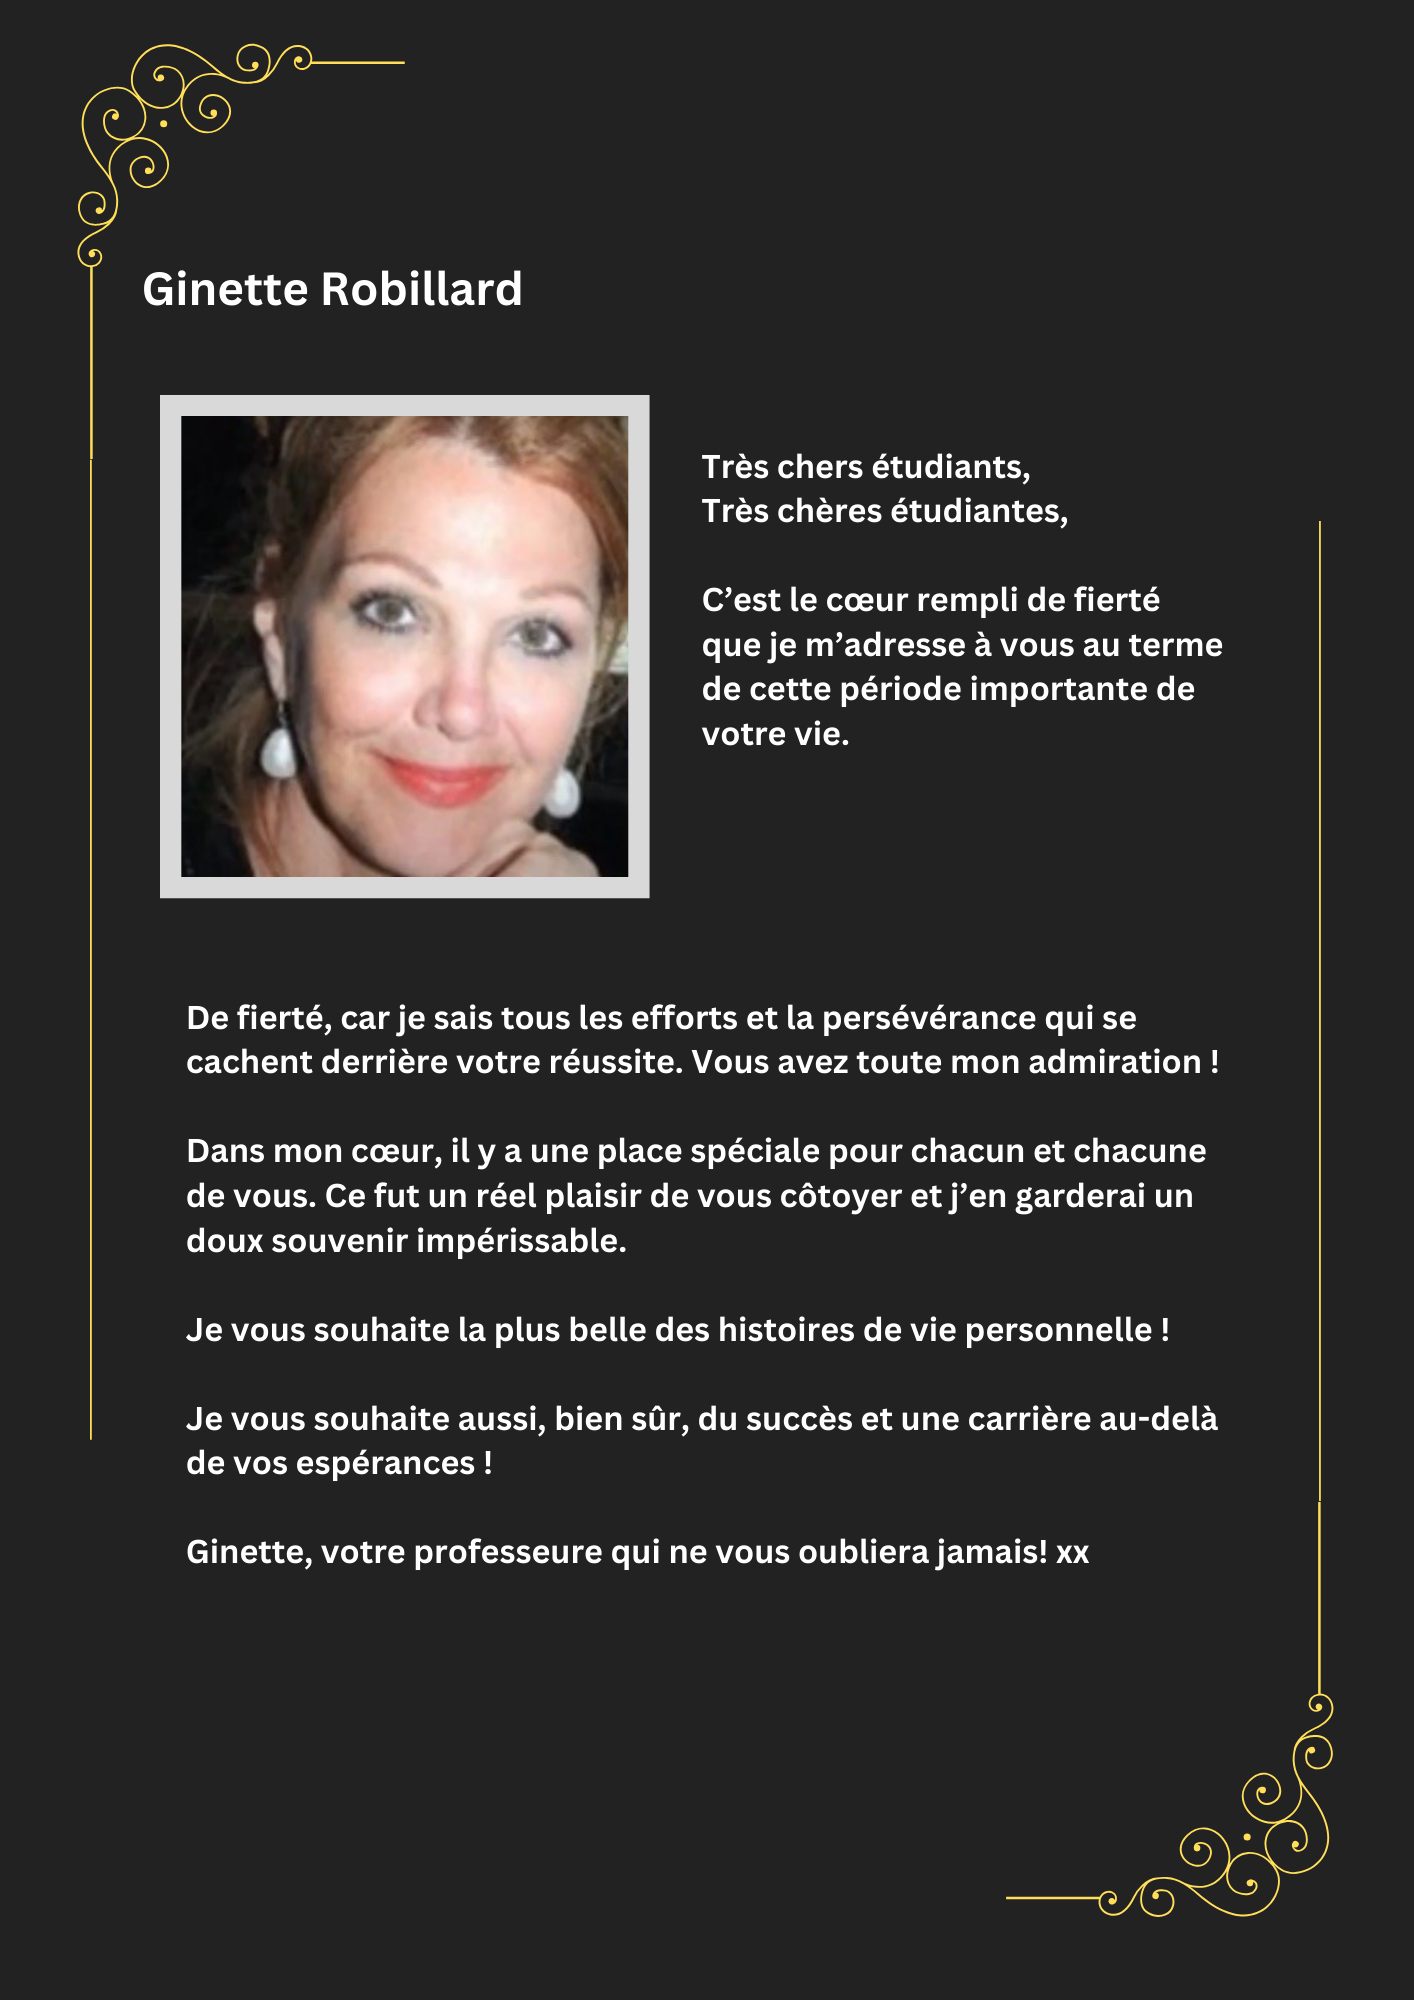 Ginette Robillard
Très chers étudiants,
Très chères étudiantes,
C’est le cœur rempli de fierté
que je m’adresse à vous au terme
de cette période importante de
votre vie.
De fierté, car je sais tous les efforts et la persévérance qui se
cachent derrière votre réussite. Vous avez toute mon admiration !
Dans mon cœur, il y a une place spéciale pour chacun et chacune
de vous. Ce fut un réel plaisir de vous côtoyer et j’en garderai un
doux souvenir impérissable.
Je vous souhaite la plus belle des histoires de vie personnelle !
Je vous souhaite aussi, bien sûr, du succès et une carrière au-delà
de vos espérances !
Ginette, votre professeure qui ne vous oubliera jamais! xx